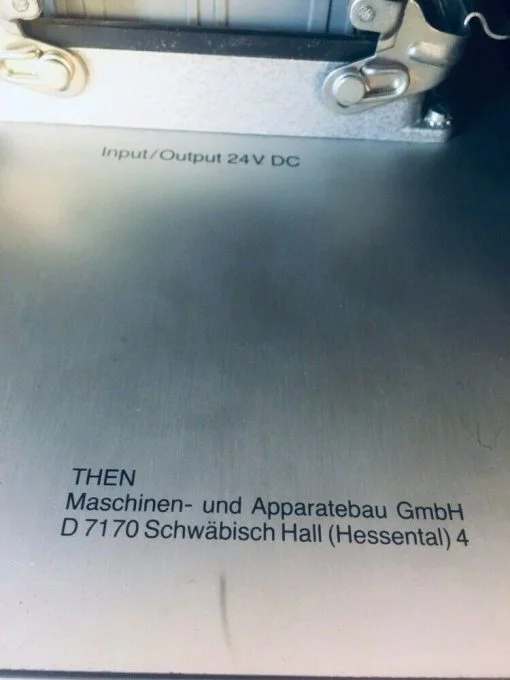 Input/Output 24V DC
THEN
Maschinen- und Apparatebau GmbH
D 7170 Schwäbisch Hall (Hessental) 4